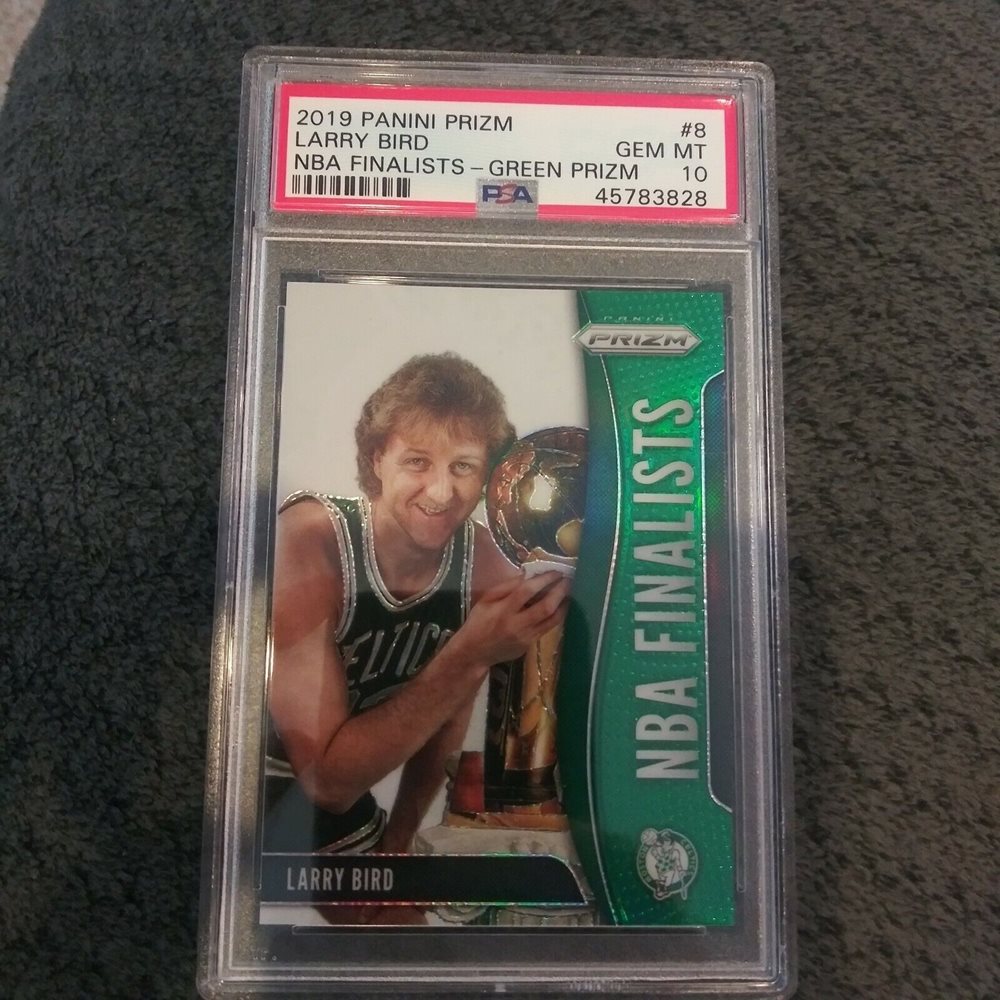 2019 PANINI PRIZM #8
LARRY BIRD GEM MT
NBA FINALISTS – GREEN PRIZM 10
PSA 45783828
PANINI
PRIZM
NBA FINALISTS
ELTIC
LARRY BIRD